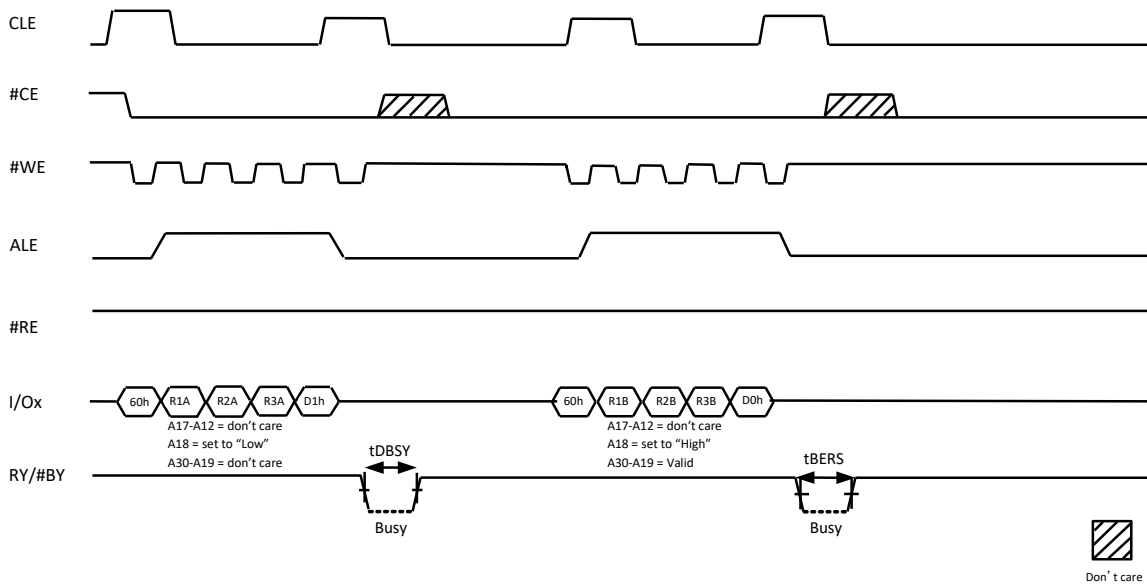 CLE
#CE
#WE
ALE
#RE
I/Ox
60h R1A R2A R3A D1h 60h R1B R2B R3B D0h
A17-A12 = don't care
A18 = set to "Low"
A30-A19 = don't care
A17-A12 = don't care
A18 = set to "High"
A30-A19 = Valid
RY/#BY
tDBSY
Busy
tBERS
Busy
Don't care